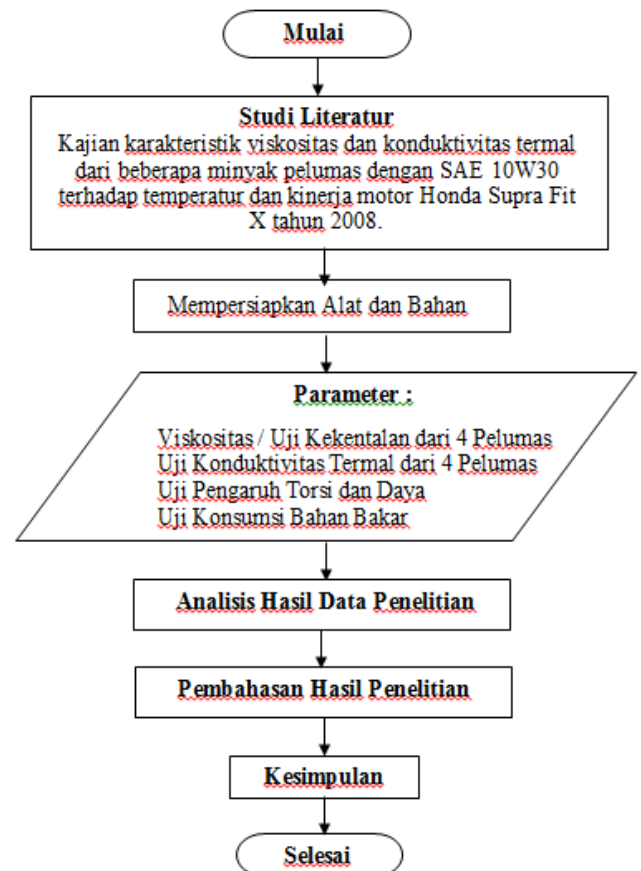 Mulai
Studi Literatur
Kajian karakteristik viskositas dan konduktivitas termal
dari beberapa minyak pelumas dengan SAE 10W30
terhadap temperatur dan kinerja motor Honda Supra Fit
X tahun 2008.
Mempersiapkan Alat dan Bahan
Parameter :
Viskositas / Uji Kekentalan dari 4 Pelumas
Uji Konduktivitas Termal dari 4 Pelumas
Uji Pengaruh Torsi dan Daya
Uji Konsumsi Bahan Bakar
Analisis Hasil Data Penelitian
Pembahasan Hasil Penelitian
Kesimpulan
Selesai